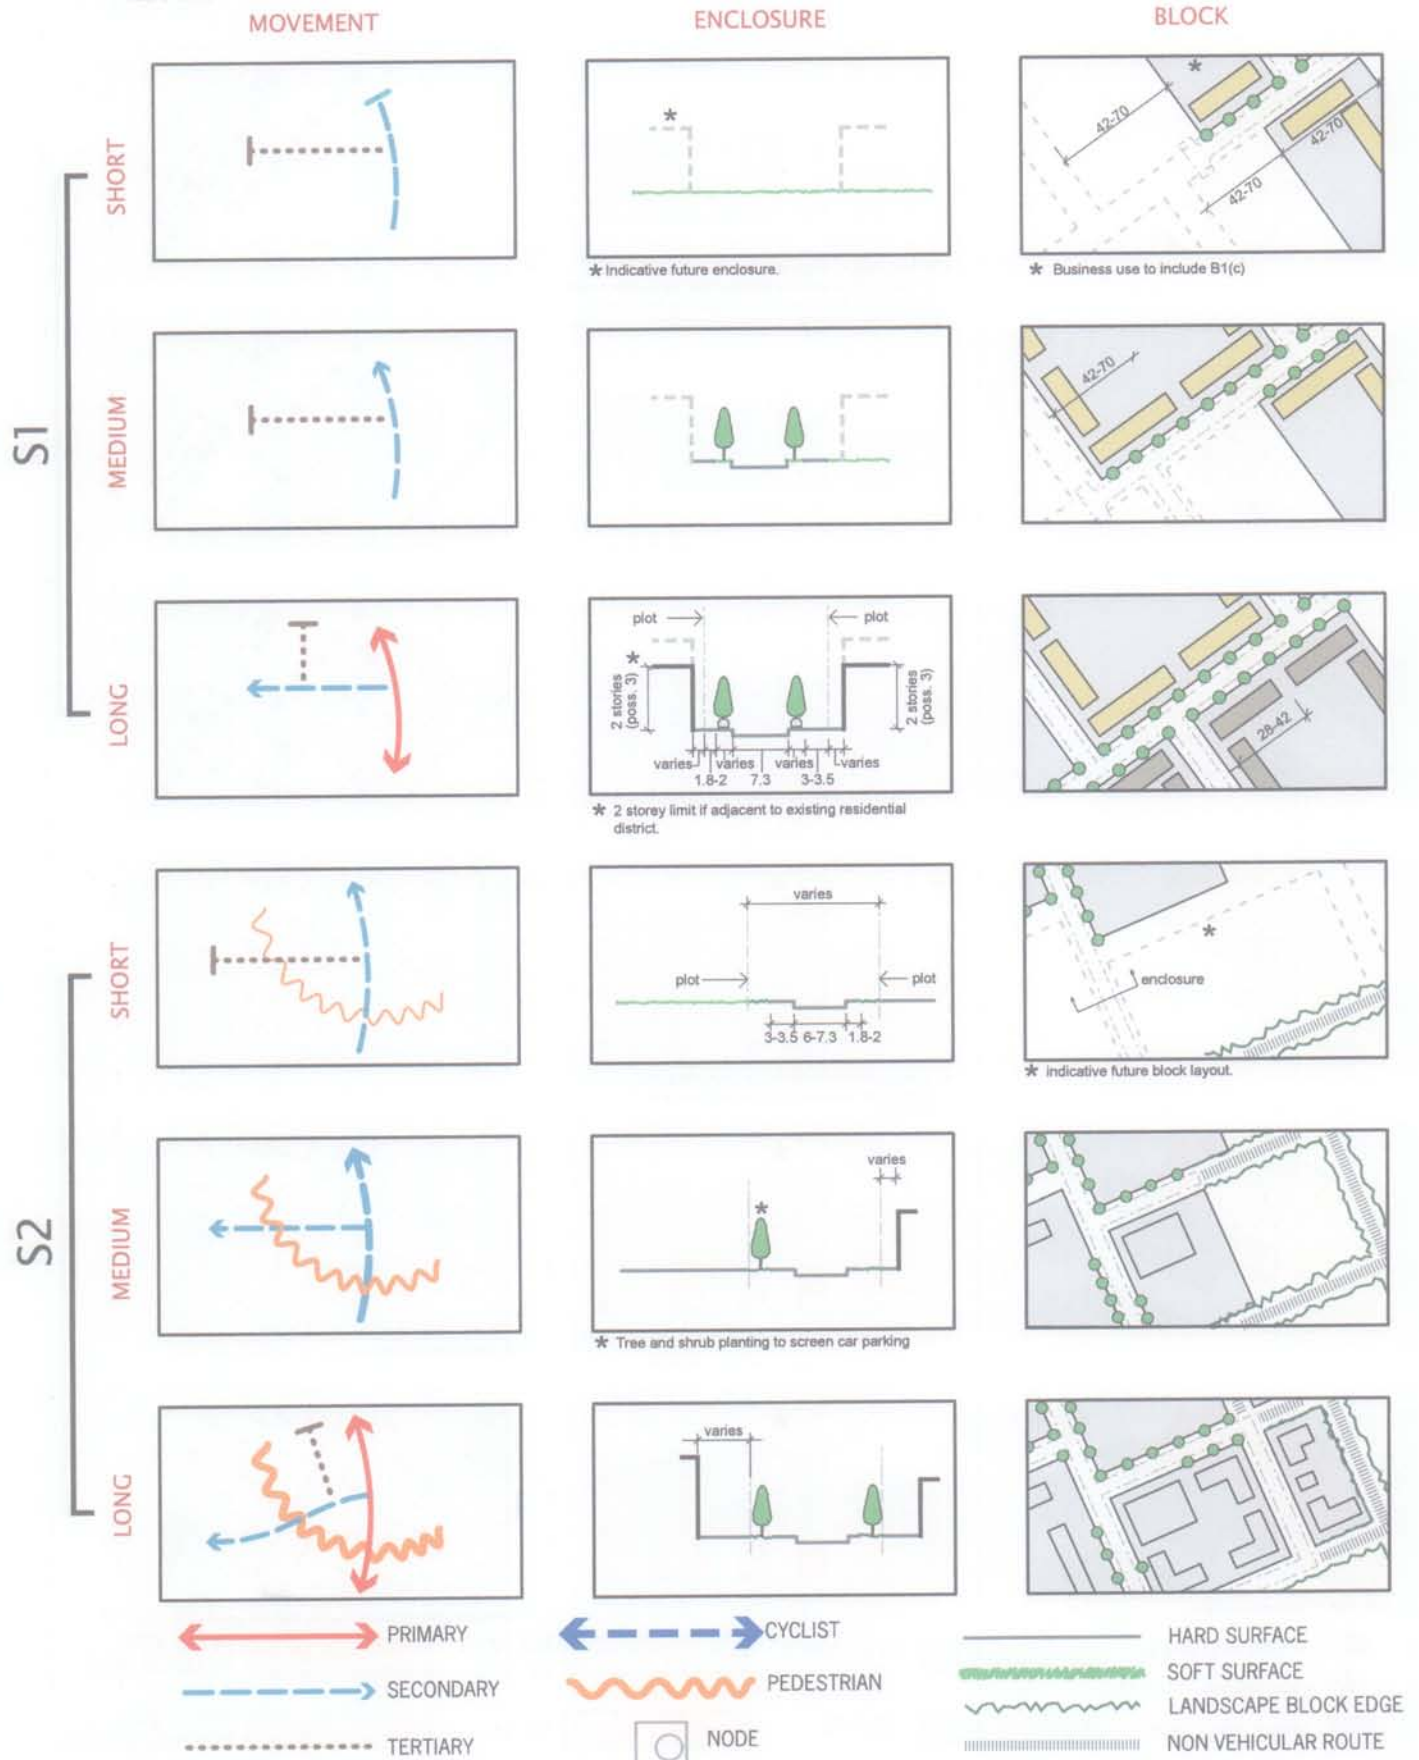 MOVEMENT
ENCLOSURE
BLOCK
S1
SHORT
*
*
42-70
42-70
42-70
* Indicative future enclosure.
* Business use to include B1(c)
MEDIUM
42-70
LONG
plot
plot
*
2 stories
(poss. 3)
2 stories
(poss. 3)
varies
varies
varies
varies
1.8-2
7.3
3-3.5
28-42
* 2 storey limit if adjacent to existing residential
district.
S2
SHORT
varies
plot
plot
3-3.5 6-7.3 1.8-2
*
enclosure
* indicative future block layout.
MEDIUM
varies
*
* Tree and shrub planting to screen car parking
LONG
varies
PRIMARY
SECONDARY
TERTIARY
CYCLIST
PEDESTRIAN
NODE
HARD SURFACE
SOFT SURFACE
LANDSCAPE BLOCK EDGE
NON VEHICULAR ROUTE